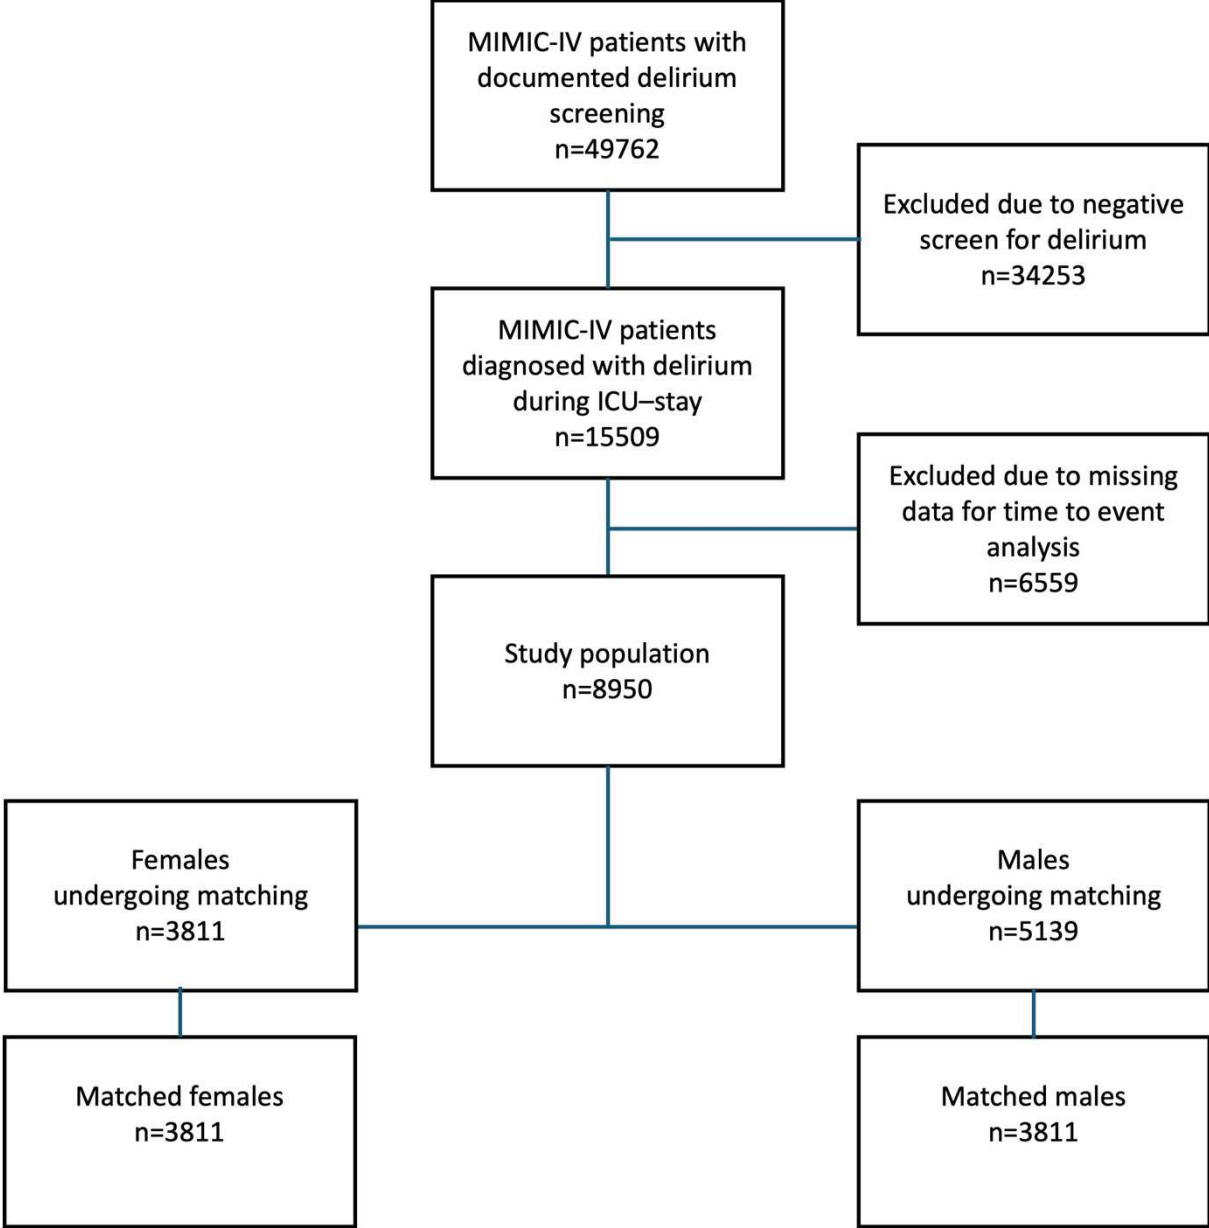 MIMIC-IV patients with
documented delirium
screening
n=49762
Excluded due to negative
screen for delirium
n=34253
MIMIC-IV patients
diagnosed with delirium
during ICU–stay
n=15509
Excluded due to missing
data for time to event
analysis
n=6559
Study population
n=8950
Females
undergoing matching
n=3811
Males
undergoing matching
n=5139
Matched females
n=3811
Matched males
n=3811